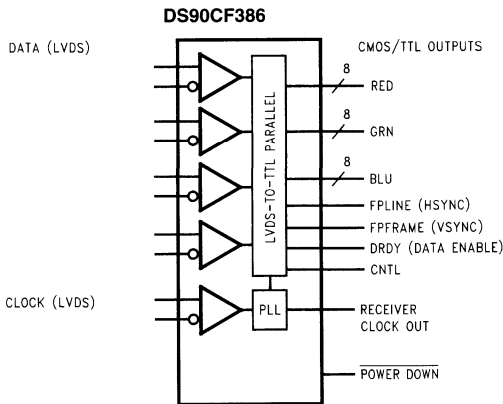 DS90CF386
DATA (LVDS)
CMOS/TTL OUTPUTS
8
RED
8
GRN
8
BLU
LVDS-TO-TTL PARALLEL
FPLINE (HSYNC)
FPFRAME (VSYNC)
DRDY (DATA ENABLE)
CNTL
CLOCK (LVDS)
PLL
RECEIVER
CLOCK OUT
POWER DOWN